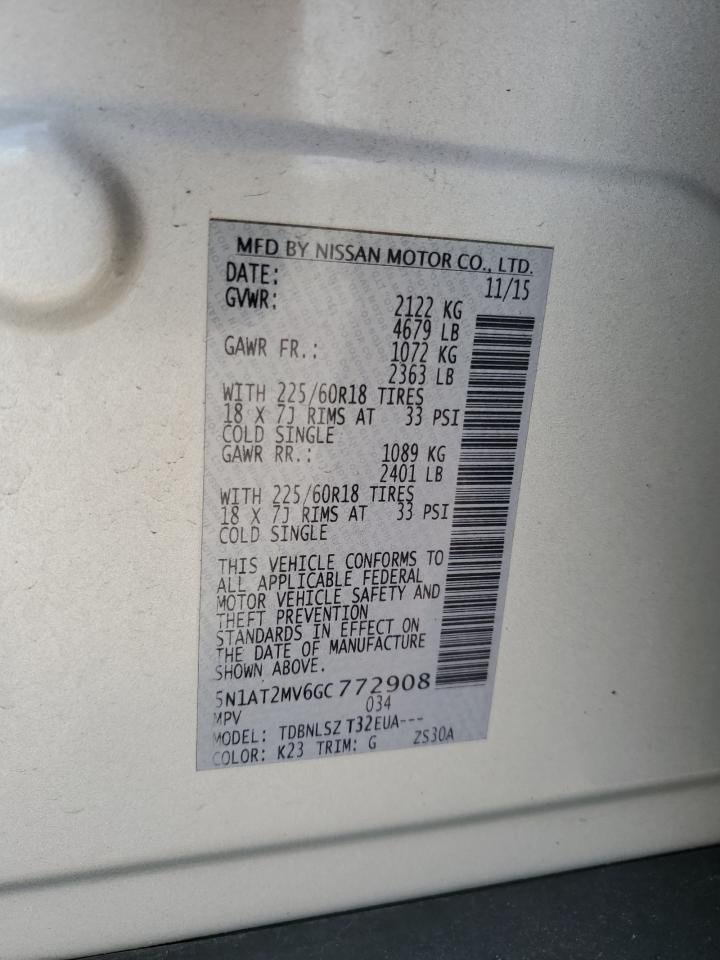 MFD BY NISSAN MOTOR CO., LTD.
DATE: 11/15
GVWR: 2122 KG
4679 LB
GAWR FR.: 1072 KG
2363 LB
WITH 225/60R18 TIRES
18 X 7J RIMS AT 33 PSI
COLD SINGLE
GAWR RR.: 1089 KG
2401 LB
WITH 225/60R18 TIRES
18 X 7J RIMS AT 33 PSI
COLD SINGLE
THIS VEHICLE CONFORMS TO
ALL APPLICABLE FEDERAL
MOTOR VEHICLE SAFETY AND
THEFT PREVENTION
STANDARDS IN EFFECT ON
THE DATE OF MANUFACTURE
SHOWN ABOVE.
5N1AT2MV6GC 772908
MPV 034
MODEL: TDBNLSZ T32EUA---
COLOR: K23 TRIM: G ZS30A